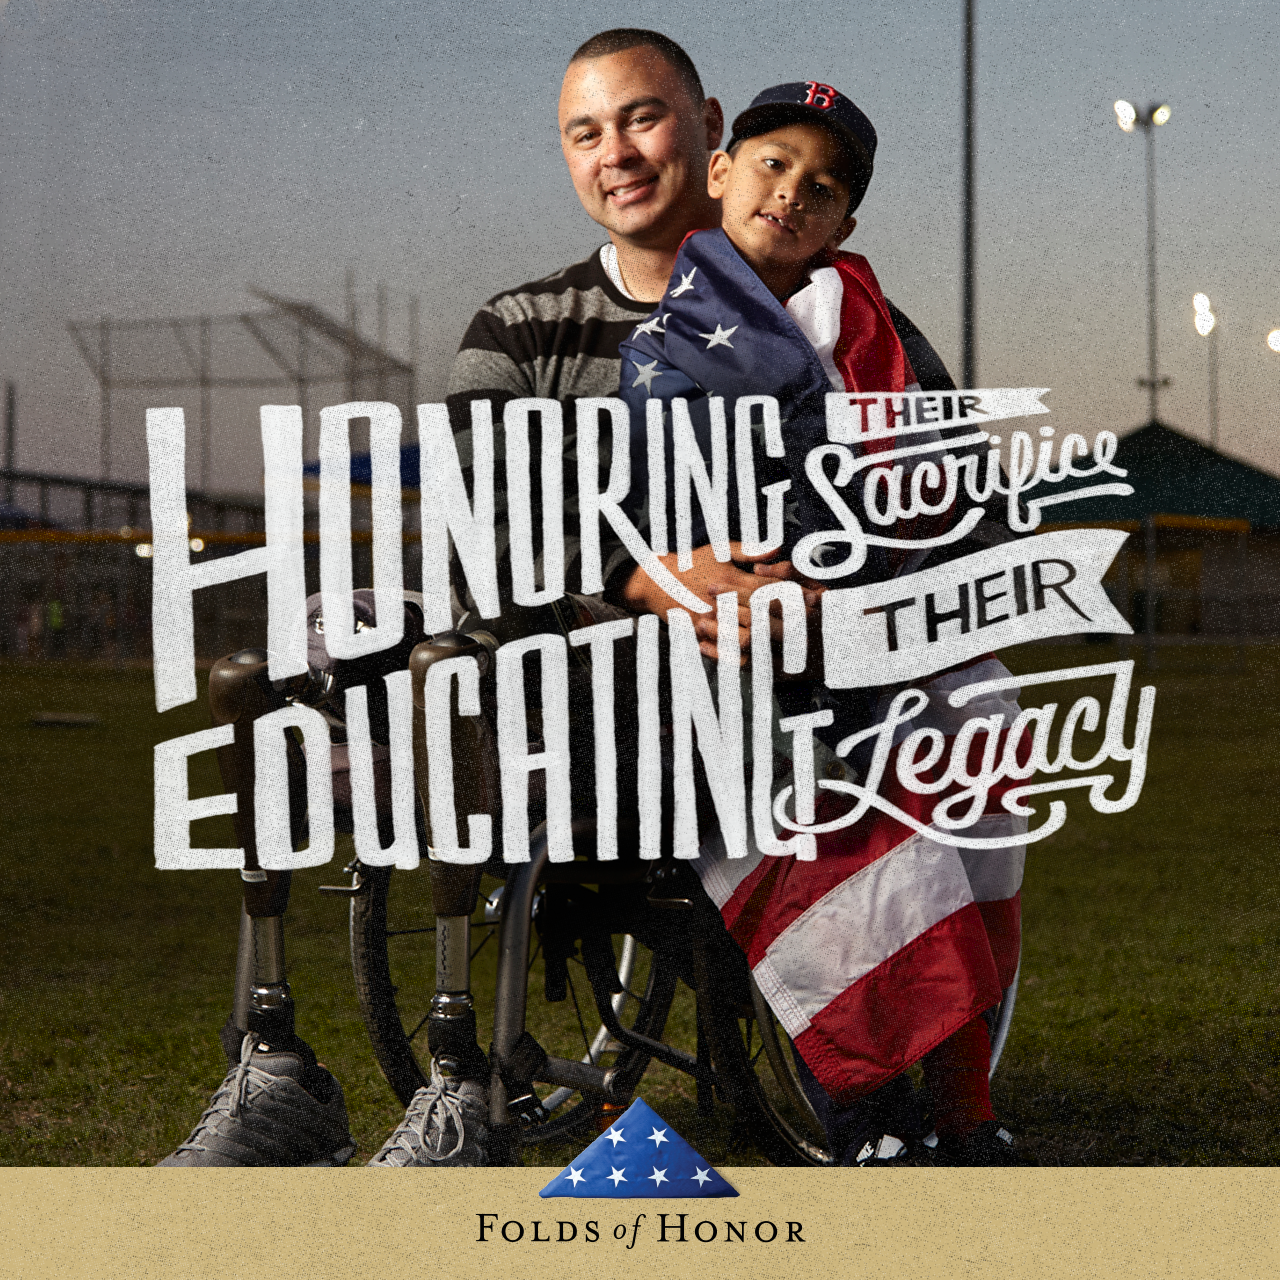 HONORING THEIR Sacrifice
EDUCATING THEIR Legacy
B
FOLDS of HONOR